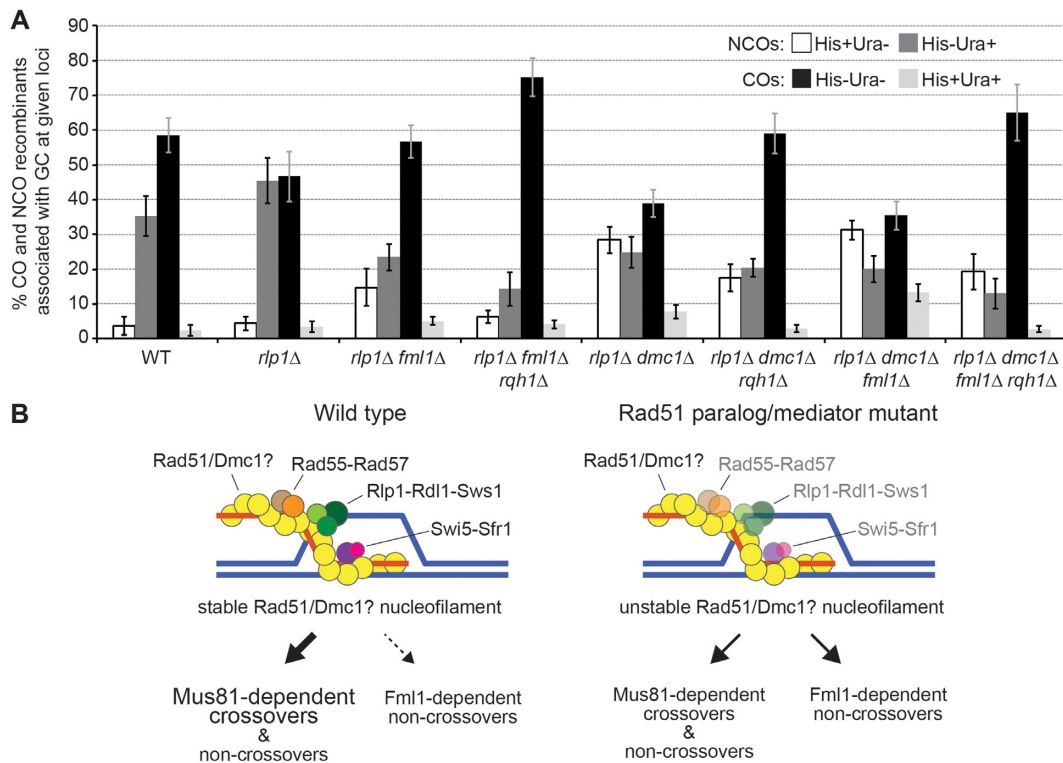 A
% CO and NCO recombinants
associated with GC at given loci
90
80
70
60
50
40
30
20
10
0
NCOs: His+Ura- His-Ura+
COs: His-Ura- His+Ura+
WT
rlp1Δ
rlp1Δ fml1Δ
rlp1Δ fml1Δ
rqh1Δ
rlp1Δ dmc1Δ
rlp1Δ dmc1Δ
rqh1Δ
rlp1Δ dmc1Δ
fml1Δ
rlp1Δ dmc1Δ
fml1Δ rqh1Δ
B
Wild type
Rad51/Dmc1?
Rad55-Rad57
Rlp1-Rdl1-Sws1
Swi5-Sfr1
stable Rad51/Dmc1? nucleofilament
Mus81-dependent
crossovers
&
non-crossovers
Fml1-dependent
non-crossovers
Rad51 paralog/mediator mutant
Rad51/Dmc1?
Rad55-Rad57
Rlp1-Rdl1-Sws1
Swi5-Sfr1
unstable Rad51/Dmc1? nucleofilament
Mus81-dependent
crossovers
&
non-crossovers
Fml1-dependent
non-crossovers